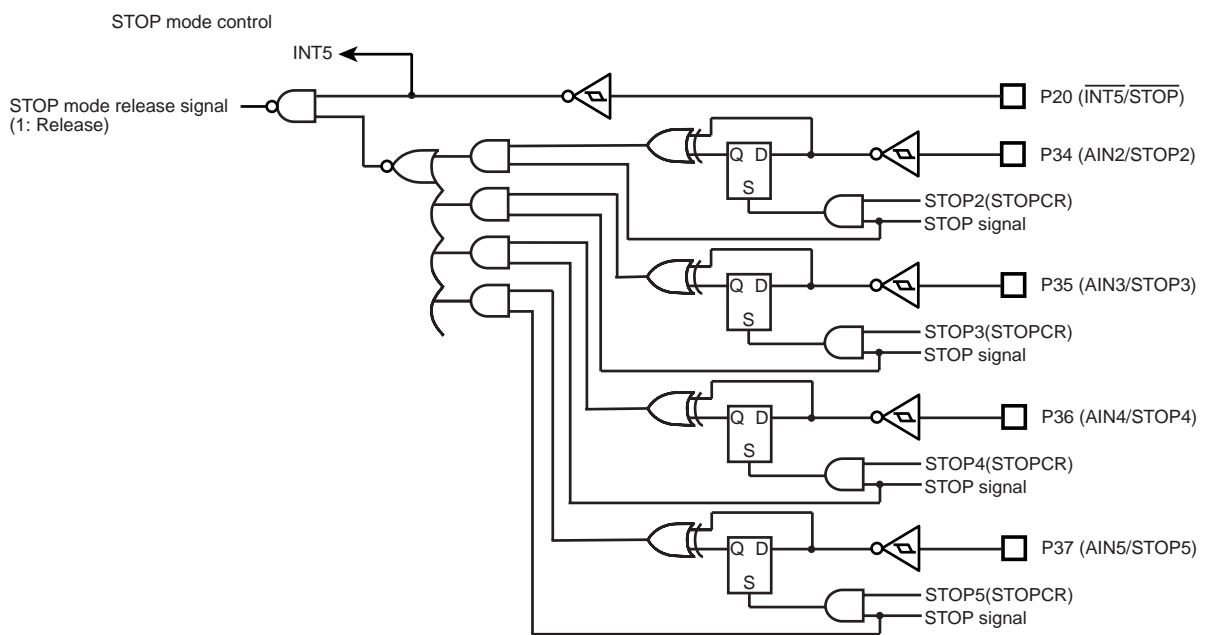 STOP mode control
INT5
STOP mode release signal
(1: Release)
P20 (INT5/STOP)
P34 (AIN2/STOP2)
Q D
S
STOP2(STOPCR)
STOP signal
P35 (AIN3/STOP3)
Q D
S
STOP3(STOPCR)
STOP signal
P36 (AIN4/STOP4)
Q D
S
STOP4(STOPCR)
STOP signal
P37 (AIN5/STOP5)
Q D
S
STOP5(STOPCR)
STOP signal